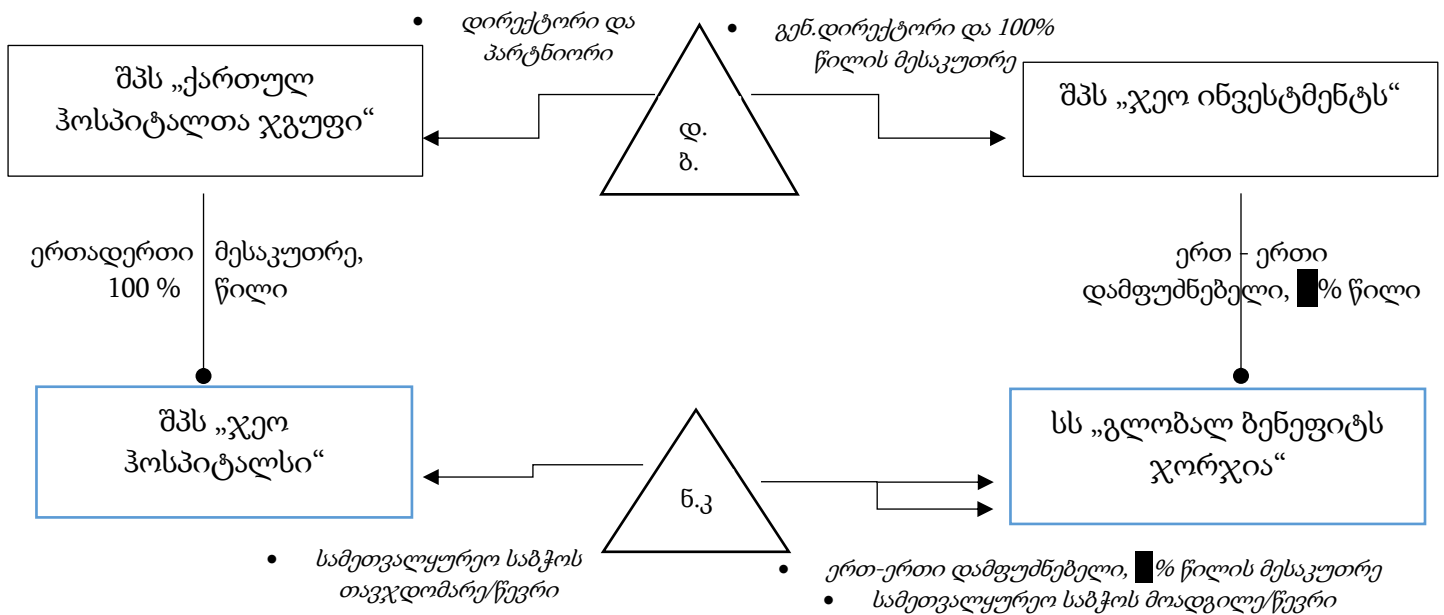 • დირექტორი და
პარტნიორი
• გენ.დირექტორი და 100%
წილის მესაკუთრე
შპს „ქართულ
ჰოსპიტალთა ჯგუფი“
დ.
ბ.
შპს „ჯეო ინვესტმენტს“
ერთადერთი მესაკუთრე,
100 % წილი
ერთ - ერთი
დამფუძნებელი, % წილი
შპს „ჯეო
ჰოსპიტალსი“
ნ.კ
სს „გლობალ ბენეფიტს
ჯორჯია“
• სამეთვალყურეო საბჭოს
თავჯდომარე/წევრი
• ერთ-ერთი დამფუძნებელი, % წილის მესაკუთრე
• სამეთვალყურეო საბჭოს მოადგილე/წევრი